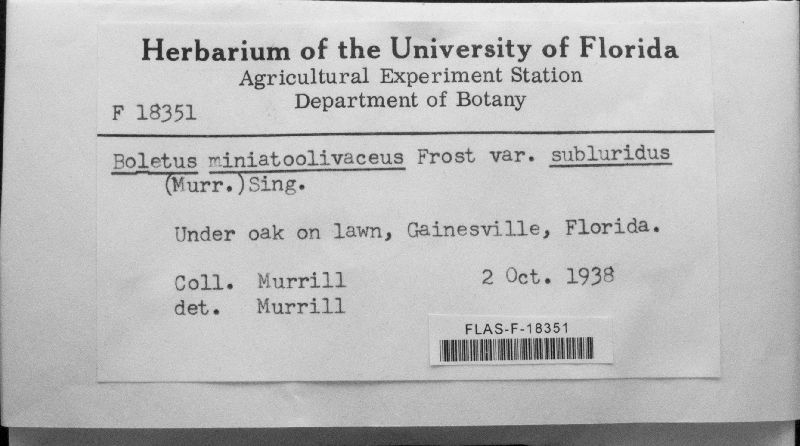 Herbarium of the University of Florida
Agricultural Experiment Station
Department of Botany
F 18351
Boletus miniatoolivaceus Frost var. subluridus
(Murr.)Sing.
Under oak on lawn, Gainesville, Florida.
Coll. Murrill 2 Oct. 1938
det. Murrill
FLAS-F-18351